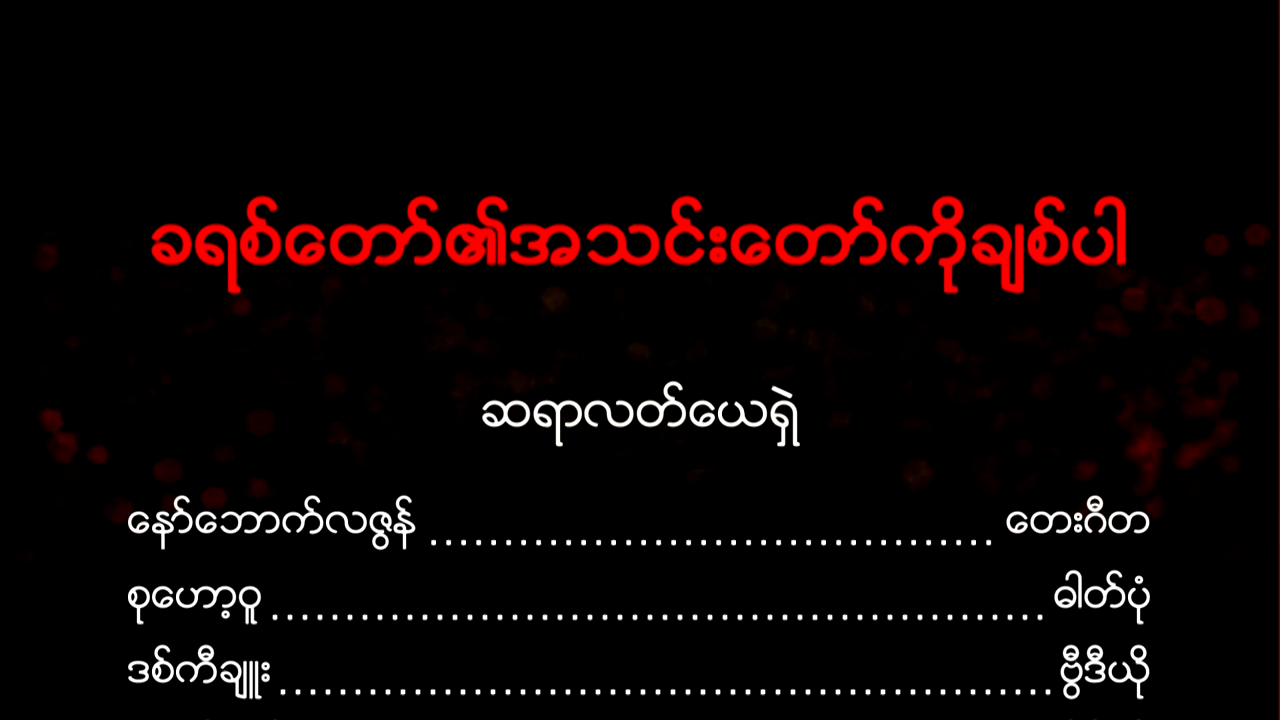 ခရစ်တော်၏အသင်းတော်ကိုချစ်ပါ
ဆရာလတ်ယေရှဲ
နော်ဘောက်လဇွန် ...................................... တေးဂီတ
စုဟော့ဝူ .................................................... ဓါတ်ပုံ
ဒစ်ကီချူး .................................................... ဗွီဒီယို